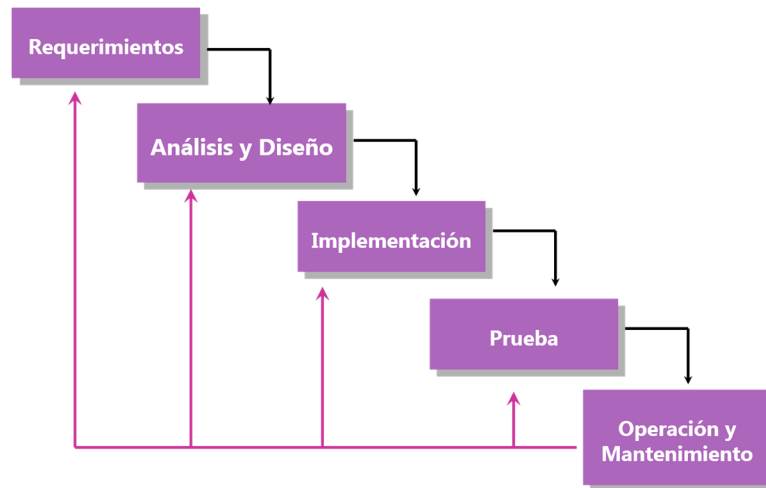 Requerimientos
Análisis y Diseño
Implementación
Prueba
Operación y
Mantenimiento